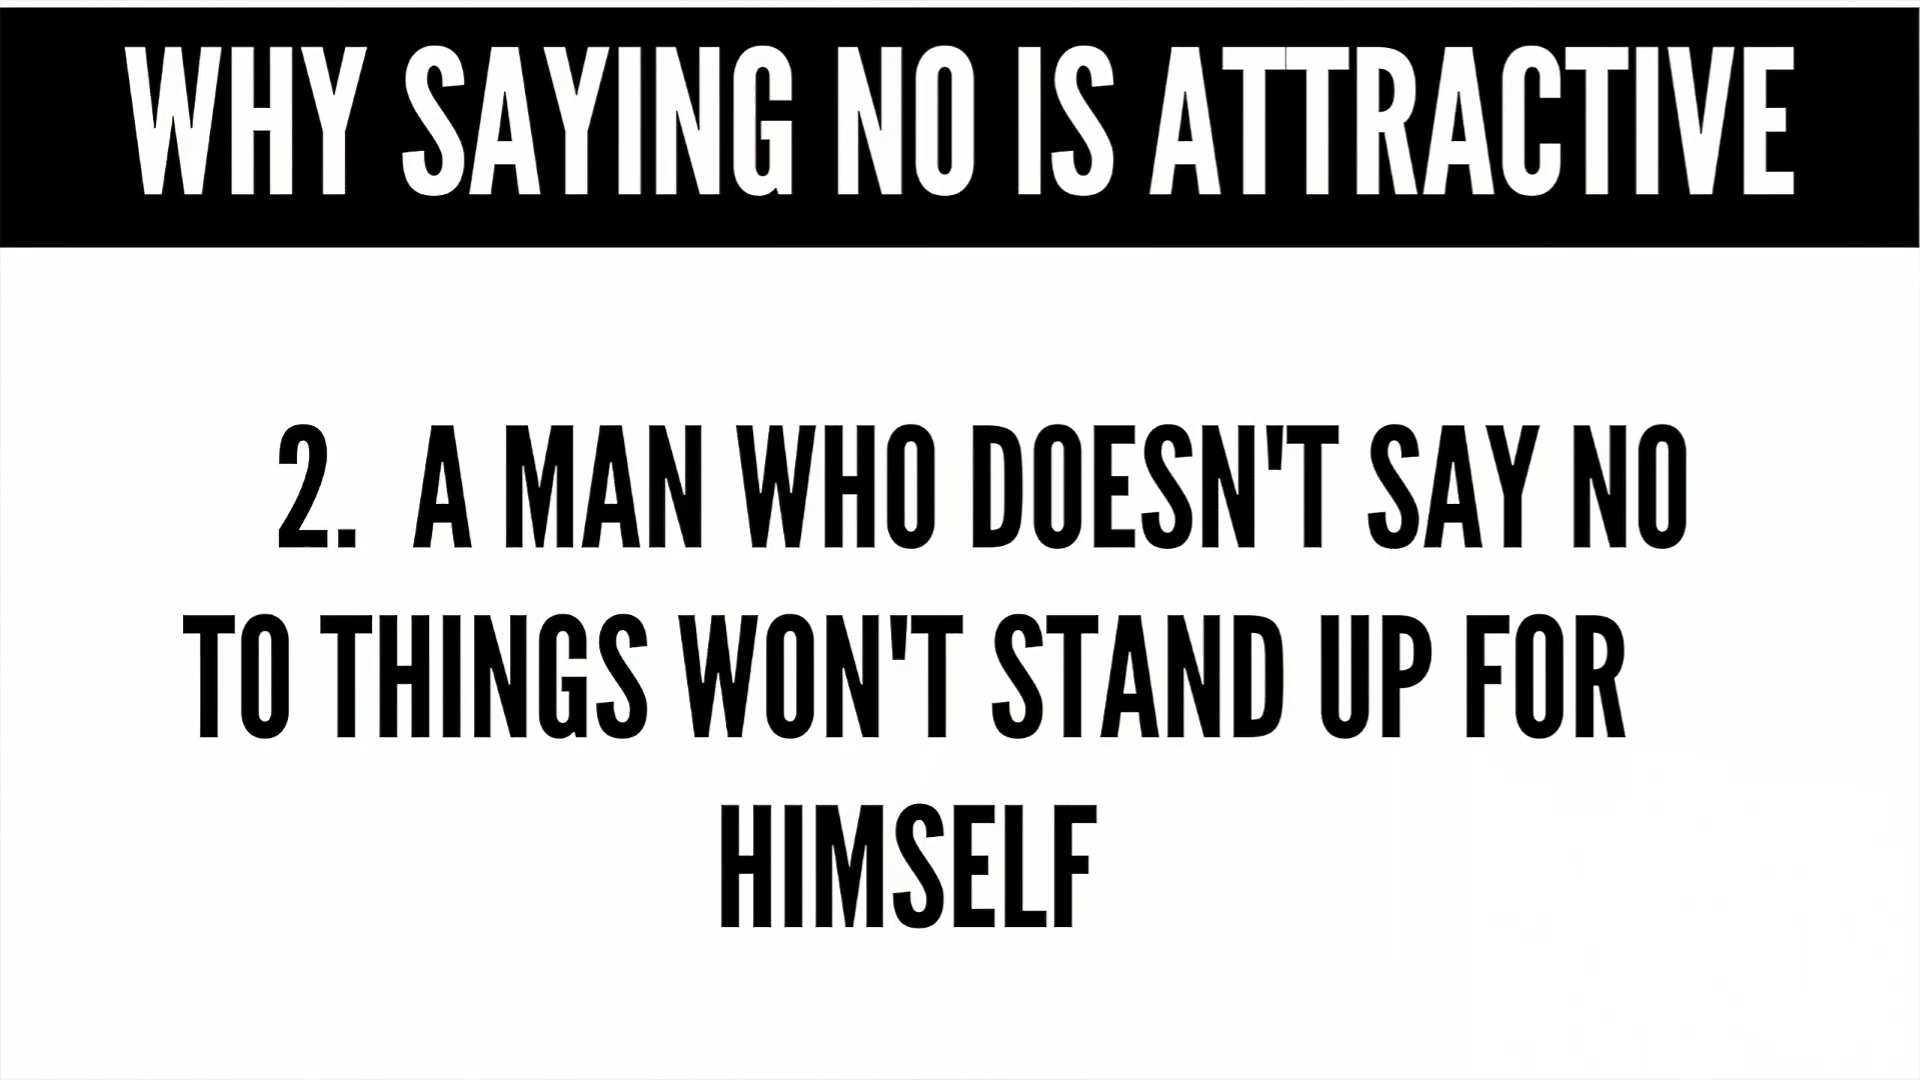 WHY SAYING NO IS ATTRACTIVE
2. A MAN WHO DOESN'T SAY NO
TO THINGS WON'T STAND UP FOR
HIMSELF